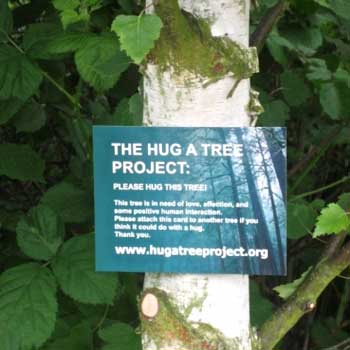 THE HUG A TREE
PROJECT:
PLEASE HUG THIS TREE!
This tree is in need of love, affection, and
some positive human interaction.
Please attach this card to another tree if you
think it could do with a hug.
Thank you.
www.hugatreeproject.org